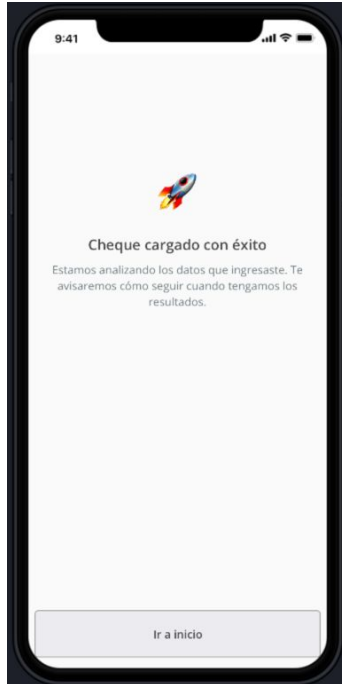 9:41
Cheque cargado con éxito
Estamos analizando los datos que ingresaste. Te
avisaremos cómo seguir cuando tengamos los
resultados.
Ir a inicio